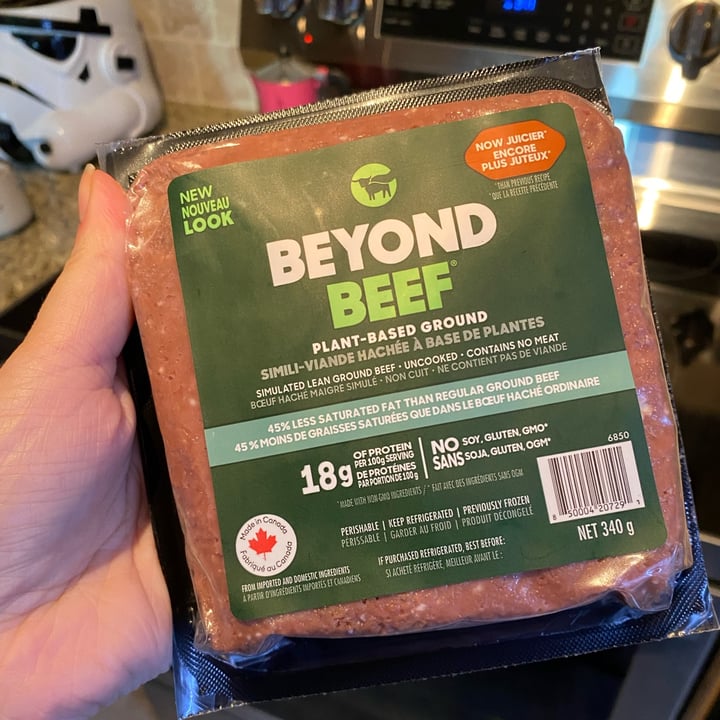 NEW
NOUVEAU
LOOK
NOW JUICIER*
ENCORE
PLUS JUTEUX*
*THAN PREVIOUS RECIPE
*QUE LA RECETTE PRÉCÉDENTE
BEYOND
BEEF®
PLANT-BASED GROUND
SIMILI-VIANDE HACHÉE À BASE DE PLANTES
SIMULATED LEAN GROUND BEEF • UNCOOKED • CONTAINS NO MEAT
BŒUF HACHÉ MAIGRE SIMULÉ • NON CUIT • NE CONTIENT PAS DE VIANDE
45% LESS SATURATED FAT THAN REGULAR GROUND BEEF
45 % MOINS DE GRAISSES SATURÉES QUE DANS LE BŒUF HACHÉ ORDINAIRE
18g
OF PROTEIN
PER 100g SERVING
DE PROTÉINES
PAR PORTION DE 100 g
NO SOY, GLUTEN, GMO*
SANS SOJA, GLUTEN, OGM*
*MADE WITH NON GMO INGREDIENTS / *FAIT AVEC DES INGRÉDIENTS SANS OGM
6850
8 50004 20729 1
PERISHABLE | KEEP REFRIGERATED | PREVIOUSLY FROZEN
PÉRISSABLE | GARDER AU FROID | PRODUIT DÉCONGELÉ
NET 340 g
Made in Canada
Fabriqué au Canada
IF PURCHASED REFRIGERATED, BEST BEFORE:
SI ACHETÉ RÉFRIGÉRÉ, MEILLEUR AVANT LE :
FROM IMPORTED AND DOMESTIC INGREDIENTS
À PARTIR D'INGRÉDIENTS IMPORTÉS ET CANADIENS